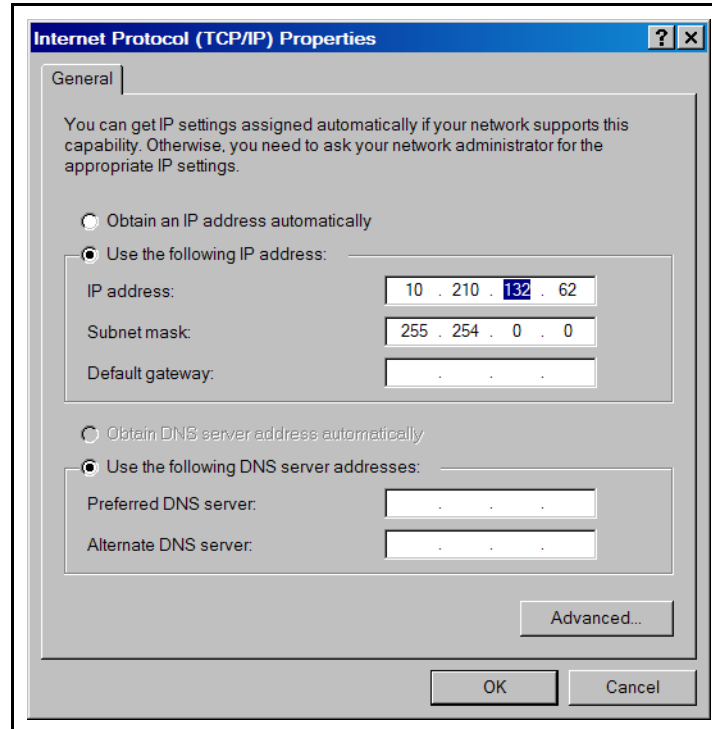 Internet Protocol (TCP/IP) Properties ? ×
General
You can get IP settings assigned automatically if your network supports this
capability. Otherwise, you need to ask your network administrator for the
appropriate IP settings.
Obtain an IP address automatically
Use the following IP address:
IP address: 10 . 210 . 132 . 62
Subnet mask: 255 . 254 . 0 . 0
Default gateway: . . .
Obtain DNS server address automatically
Use the following DNS server addresses:
Preferred DNS server: . . .
Alternate DNS server: . . .
Advanced...
OK Cancel